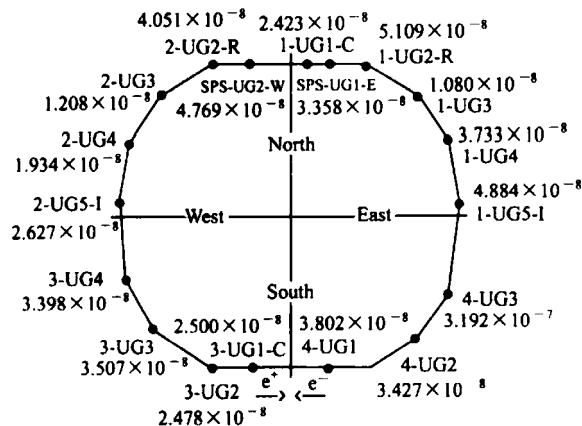 4.051×10⁻⁸
2.423×10⁻⁸
5.109×10⁻⁸
2-UG2-R
1-UG1-C
1-UG2-R
2-UG3
1.208×10⁻⁸
SPS-UG2-W
4.769×10⁻⁸
SPS-UG1-E
3.358×10⁻⁸
1.080×10⁻⁸
1-UG3
2-UG4
1.934×10⁻⁸
North
3.733×10⁻⁸
1-UG4
2-UG5-I
2.627×10⁻⁸
West
East
4.884×10⁻⁸
1-UG5-I
3-UG4
3.398×10⁻⁸
South
4-UG3
3.192×10⁻⁷
2.500×10⁻⁸
3.802×10⁻⁸
3-UG3
3.507×10⁻⁸
3-UG1-C
4-UG1
4-UG2
3.427×10⁻⁸
3-UG2
2.478×10⁻⁸
e⁺
e⁻